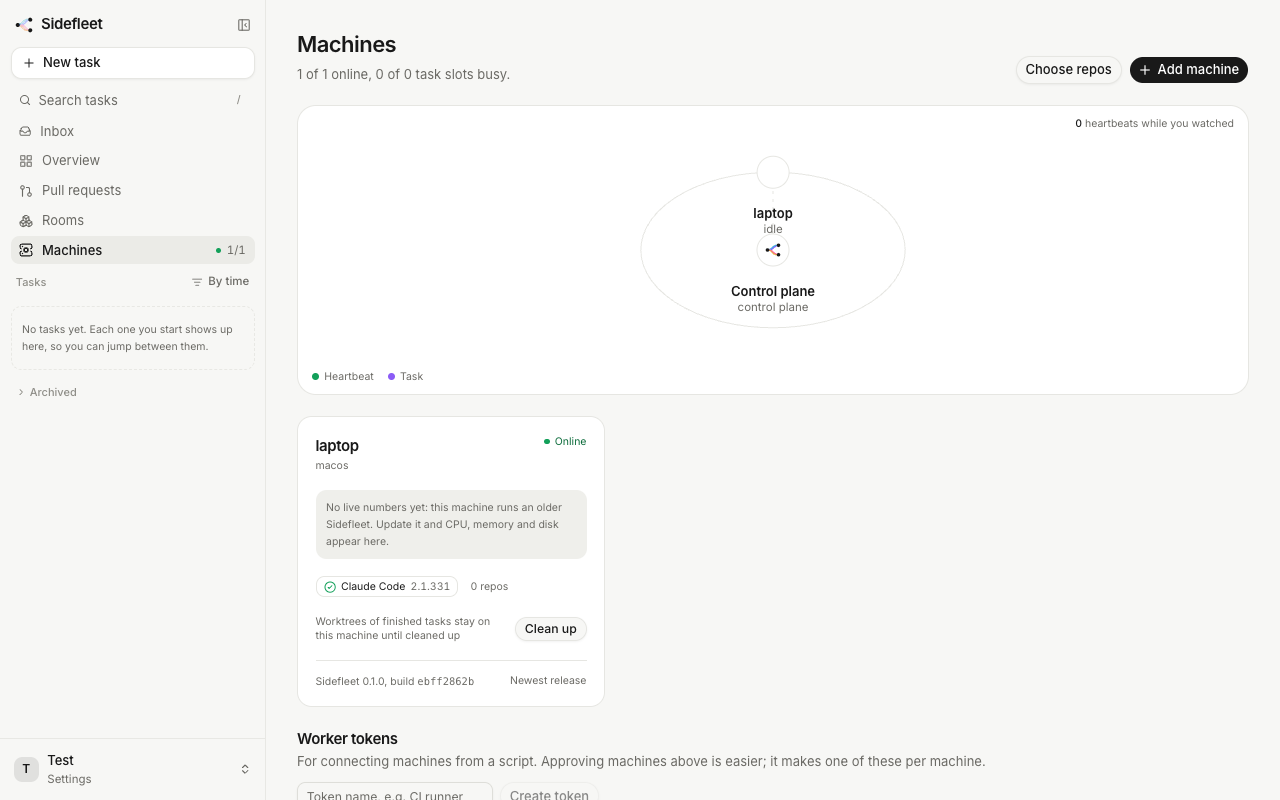 Sidefleet
New task
Search tasks /
Inbox
Overview
Pull requests
Rooms
Machines 1/1
Tasks By time
No tasks yet. Each one you start shows up
here, so you can jump between them.
Archived
T Test
Settings
Machines
1 of 1 online, 0 of 0 task slots busy.
Choose repos
Add machine
0 heartbeats while you watched
laptop
idle
Control plane
control plane
Heartbeat Task
laptop
Online
macos
No live numbers yet: this machine runs an older
Sidefleet. Update it and CPU, memory and disk
appear here.
Claude Code 2.1.331 0 repos
Worktrees of finished tasks stay on
this machine until cleaned up
Clean up
Sidefleet 0.1.0, build ebff2862b Newest release
Worker tokens
For connecting machines from a script. Approving machines above is easier; it makes one of these per machine.
Token name, e.g. CI runner Create token